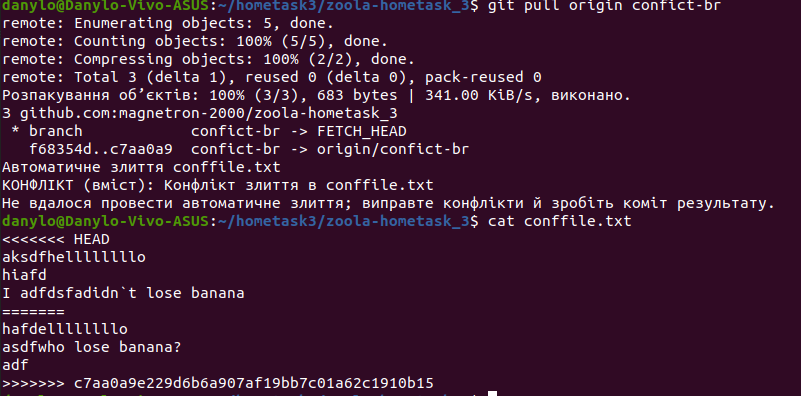 danylo@Danylo-Vivo-ASUS:~/hometask3/zoola-hometask_3$ git pull origin confict-br
remote: Enumerating objects: 5, done.
remote: Counting objects: 100% (5/5), done.
remote: Compressing objects: 100% (2/2), done.
remote: Total 3 (delta 1), reused 0 (delta 0), pack-reused 0
Розпакування об’єктів: 100% (3/3), 683 bytes | 341.00 KiB/s, виконано.
З github.com:magnetron-2000/zoola-hometask_3
 * branch            confict-br -> FETCH_HEAD
   f68354d..c7aa0a9  confict-br -> origin/confict-br
Автоматичне злиття conffile.txt
КОНФЛІКТ (вміст): Конфлікт злиття в conffile.txt
Не вдалося провести автоматичне злиття; виправте конфлікти й зробіть коміт результату.
danylo@Danylo-Vivo-ASUS:~/hometask3/zoola-hometask_3$ cat conffile.txt
<<<<<<< HEAD
aksdfhellllllllo
hiafd
I adfdsfadidn`t lose banana
=======
hafdellllllllo
asdfwho lose banana?
adf
>>>>>>> c7aa0a9e229d6b6a907af19bb7c01a62c1910b15